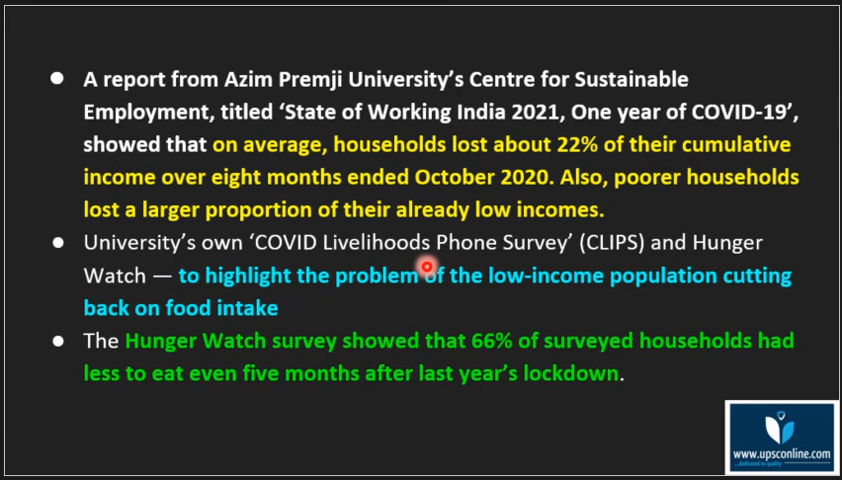 ● A report from Azim Premji University's Centre for Sustainable
Employment, titled ‘State of Working India 2021, One year of COVID-19’,
showed that on average, households lost about 22% of their cumulative
income over eight months ended October 2020. Also, poorer households
lost a larger proportion of their already low incomes.
● University's own ‘COVID Livelihoods Phone Survey’ (CLIPS) and Hunger
Watch — to highlight the problem of the low-income population cutting
back on food intake
● The Hunger Watch survey showed that 66% of surveyed households had
less to eat even five months after last year's lockdown.
www.upsconline.com
...dedicated to quality